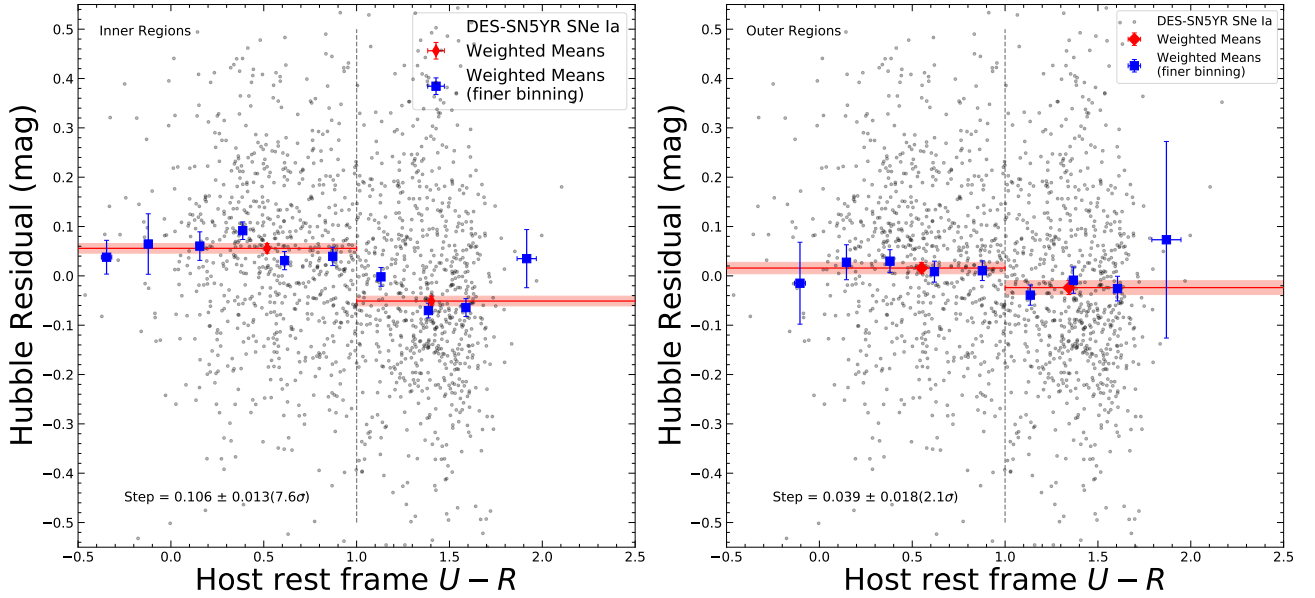 Inner Regions
DES-SN5YR SNe Ia
Weighted Means
Weighted Means
(finer binning)
0.5
0.4
0.3
0.2
0.1
0.0
−0.1
−0.2
−0.3
−0.4
−0.5
Hubble Residual (mag)
Step = 0.106 ± 0.013(7.6σ)
−0.5 0.0 0.5 1.0 1.5 2.0 2.5
Host rest frame U − R
Outer Regions
DES-SN5YR SNe Ia
Weighted Means
Weighted Means
(finer binning)
0.5
0.4
0.3
0.2
0.1
0.0
−0.1
−0.2
−0.3
−0.4
−0.5
Hubble Residual (mag)
Step = 0.039 ± 0.018(2.1σ)
−0.5 0.0 0.5 1.0 1.5 2.0 2.5
Host rest frame U − R